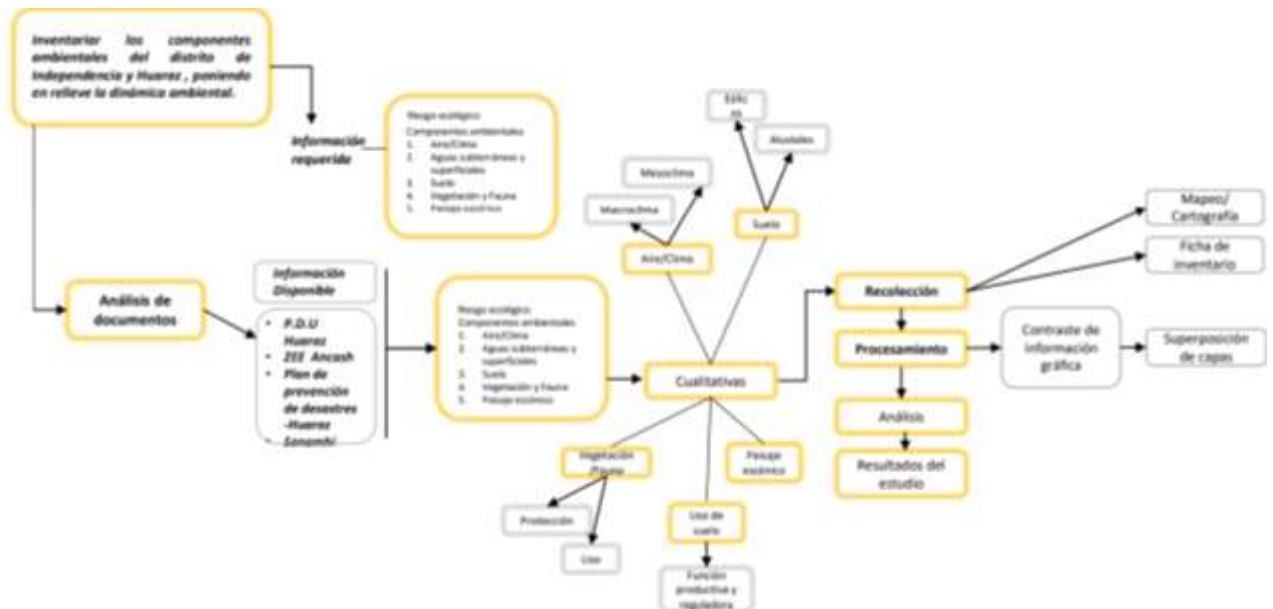 Inventariar los componentes
ambientales del distrito de
Independencia y Huaraz , poniendo
en relieve la dinámica ambiental.
Información
requerida
Riesgo ecológico
Componentes ambientales
1. Aire/Clima
2. Aguas subterráneas y
superficiales
3. Suelo
4. Vegetación y Fauna
5. Paisaje escénico
Análisis de
documentos
Información
Disponible
• P.D.U
Huaraz
• ZEE Ancash
• Plan de
prevención
de desastres
-Huaraz
• Senamhi
Riesgo ecológico
Componentes ambientales
1. Aire/Clima
2. Aguas subterráneas y
superficiales
3. Suelo
4. Vegetación y Fauna
5. Paisaje escénico
Cualitativas
Macroclima
Mesoclima
Aire/Clima
Aluviales
Suelo
Vegetación
/Fauna
Protección
Uso
Uso de
suelo
Función
productiva y
reguladora
Paisaje
escénico
Recolección
Mapeo/
Cartografía
Ficha de
inventario
Procesamiento
Contraste de
información
gráfica
Superposición
de capas
Análisis
Resultados del
estudio